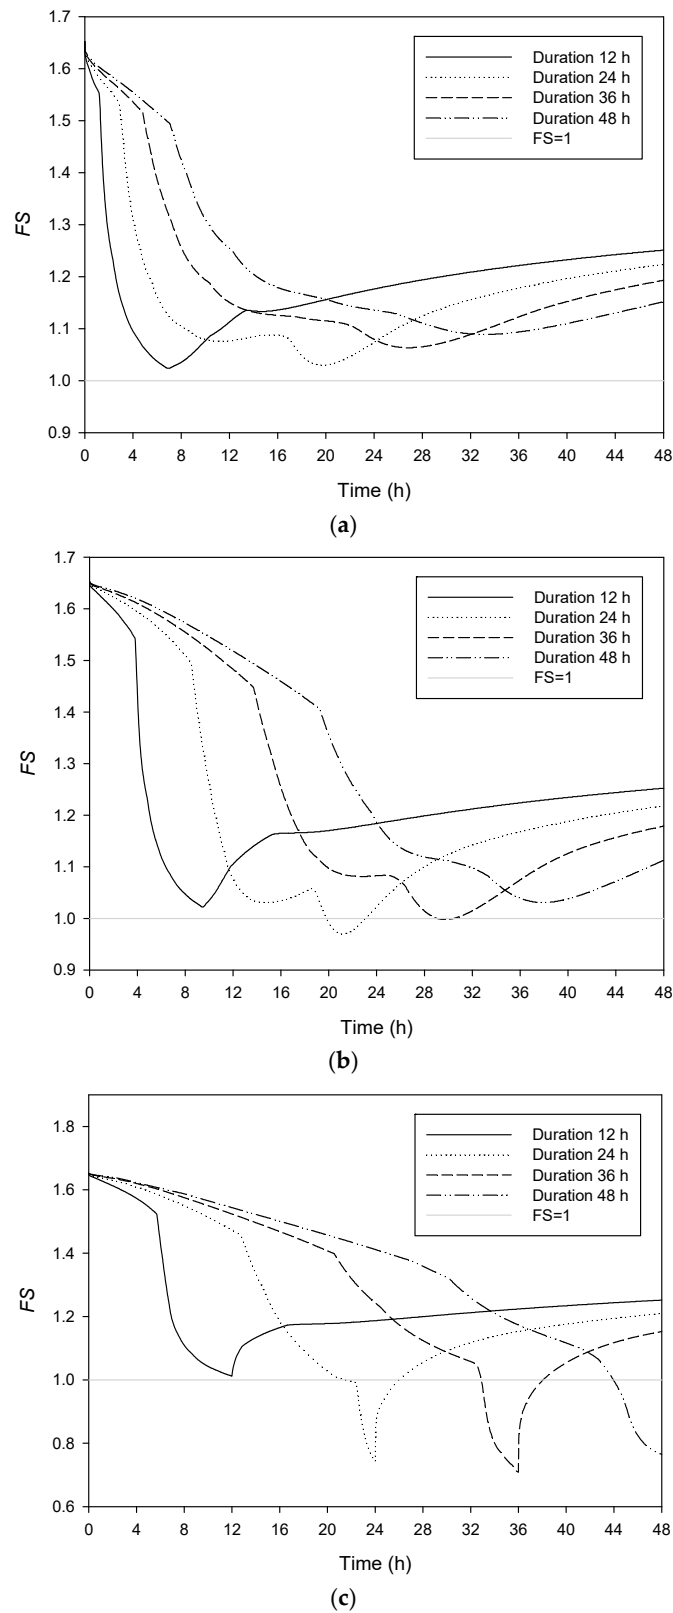 1.7
1.6
1.5
1.4
1.3
1.2
1.1
1.0
0.9
FS
Duration 12 h
Duration 24 h
Duration 36 h
Duration 48 h
FS=1
0 4 8 12 16 20 24 28 32 36 40 44 48
Time (h)
(a)
1.7
1.6
1.5
1.4
1.3
1.2
1.1
1.0
0.9
FS
Duration 12 h
Duration 24 h
Duration 36 h
Duration 48 h
FS=1
0 4 8 12 16 20 24 28 32 36 40 44 48
Time (h)
(b)
1.8
1.6
1.4
1.2
1.0
0.8
0.6
FS
Duration 12 h
Duration 24 h
Duration 36 h
Duration 48 h
FS=1
0 4 8 12 16 20 24 28 32 36 40 44 48
Time (h)
(c)